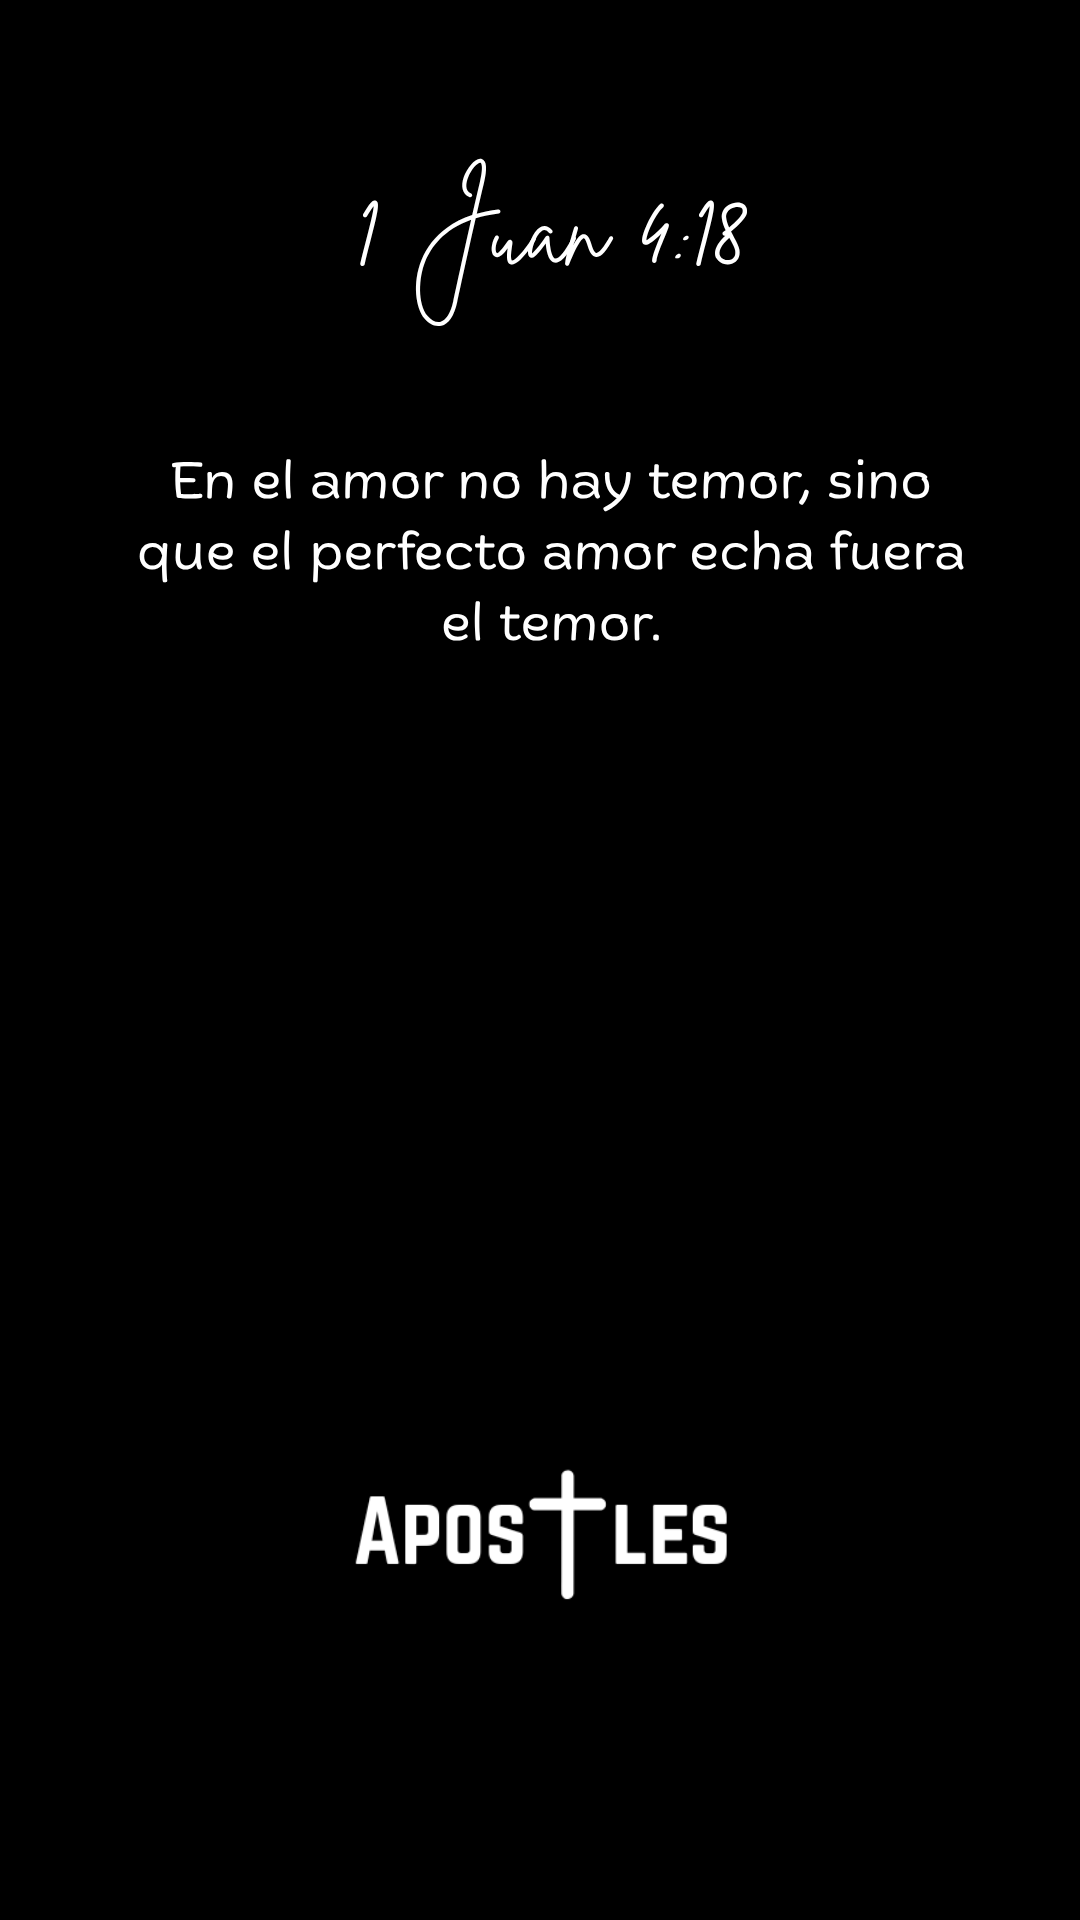 1 Juan 4:18
En el amor no hay temor, sino
que el perfecto amor echa fuera
el temor.
APOSTLES